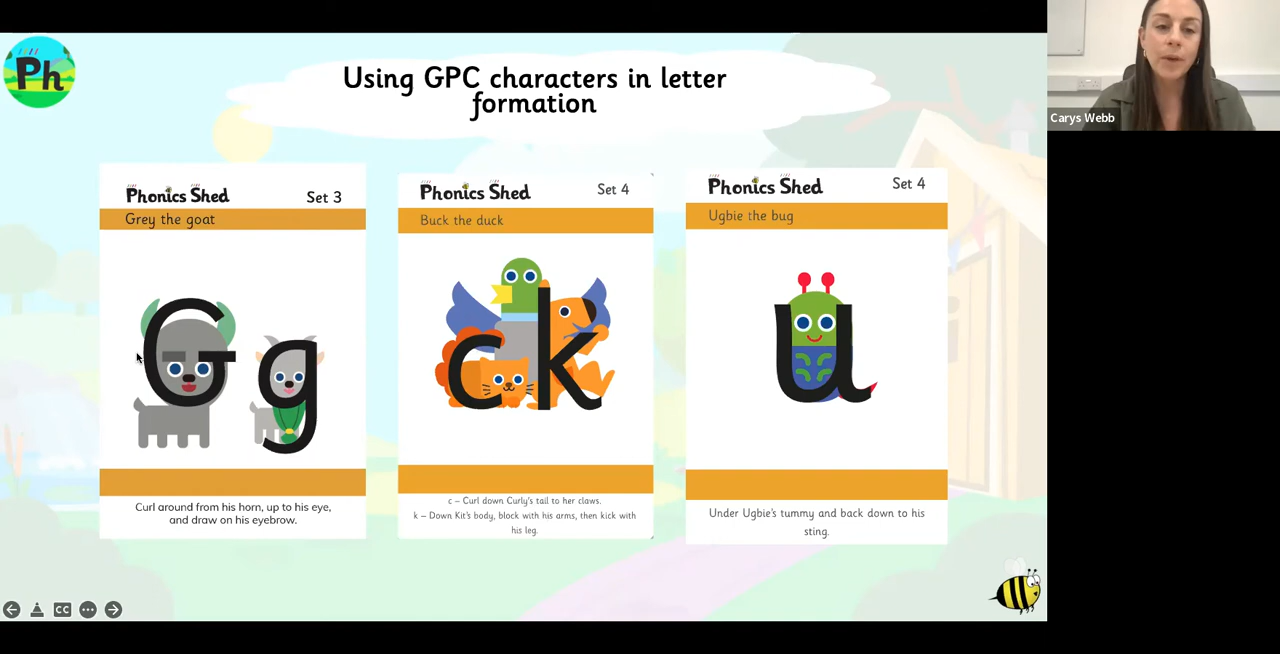 Ph
Using GPC characters in letter
formation
Phonics Shed
Set 3
Grey the goat
G g
Curl around from his horn, up to his eye,
and draw on his eyebrow.
Phonics Shed
Set 4
Buck the duck
ck
c – Curl down Curly's tail to her claws.
k – Down Kit's body, block with his arms, then kick with
his leg.
Phonics Shed
Set 4
Ugbie the bug
u
Under Ugbie's tummy and back down to his
sting.
CC
Carys Webb